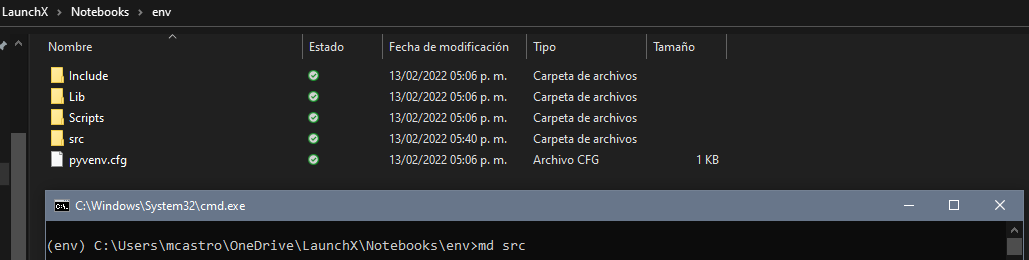 LaunchX > Notebooks > env
Nombre Estado Fecha de modificación Tipo Tamaño
Include 13/02/2022 05:06 p. m. Carpeta de archivos
Lib 13/02/2022 05:06 p. m. Carpeta de archivos
Scripts 13/02/2022 05:06 p. m. Carpeta de archivos
src 13/02/2022 05:40 p. m. Carpeta de archivos
pyvenv.cfg 13/02/2022 05:06 p. m. Archivo CFG 1 KB
C:\Windows\System32\cmd.exe
(env) C:\Users\mcastro\OneDrive\LaunchX\Notebooks\env>md src